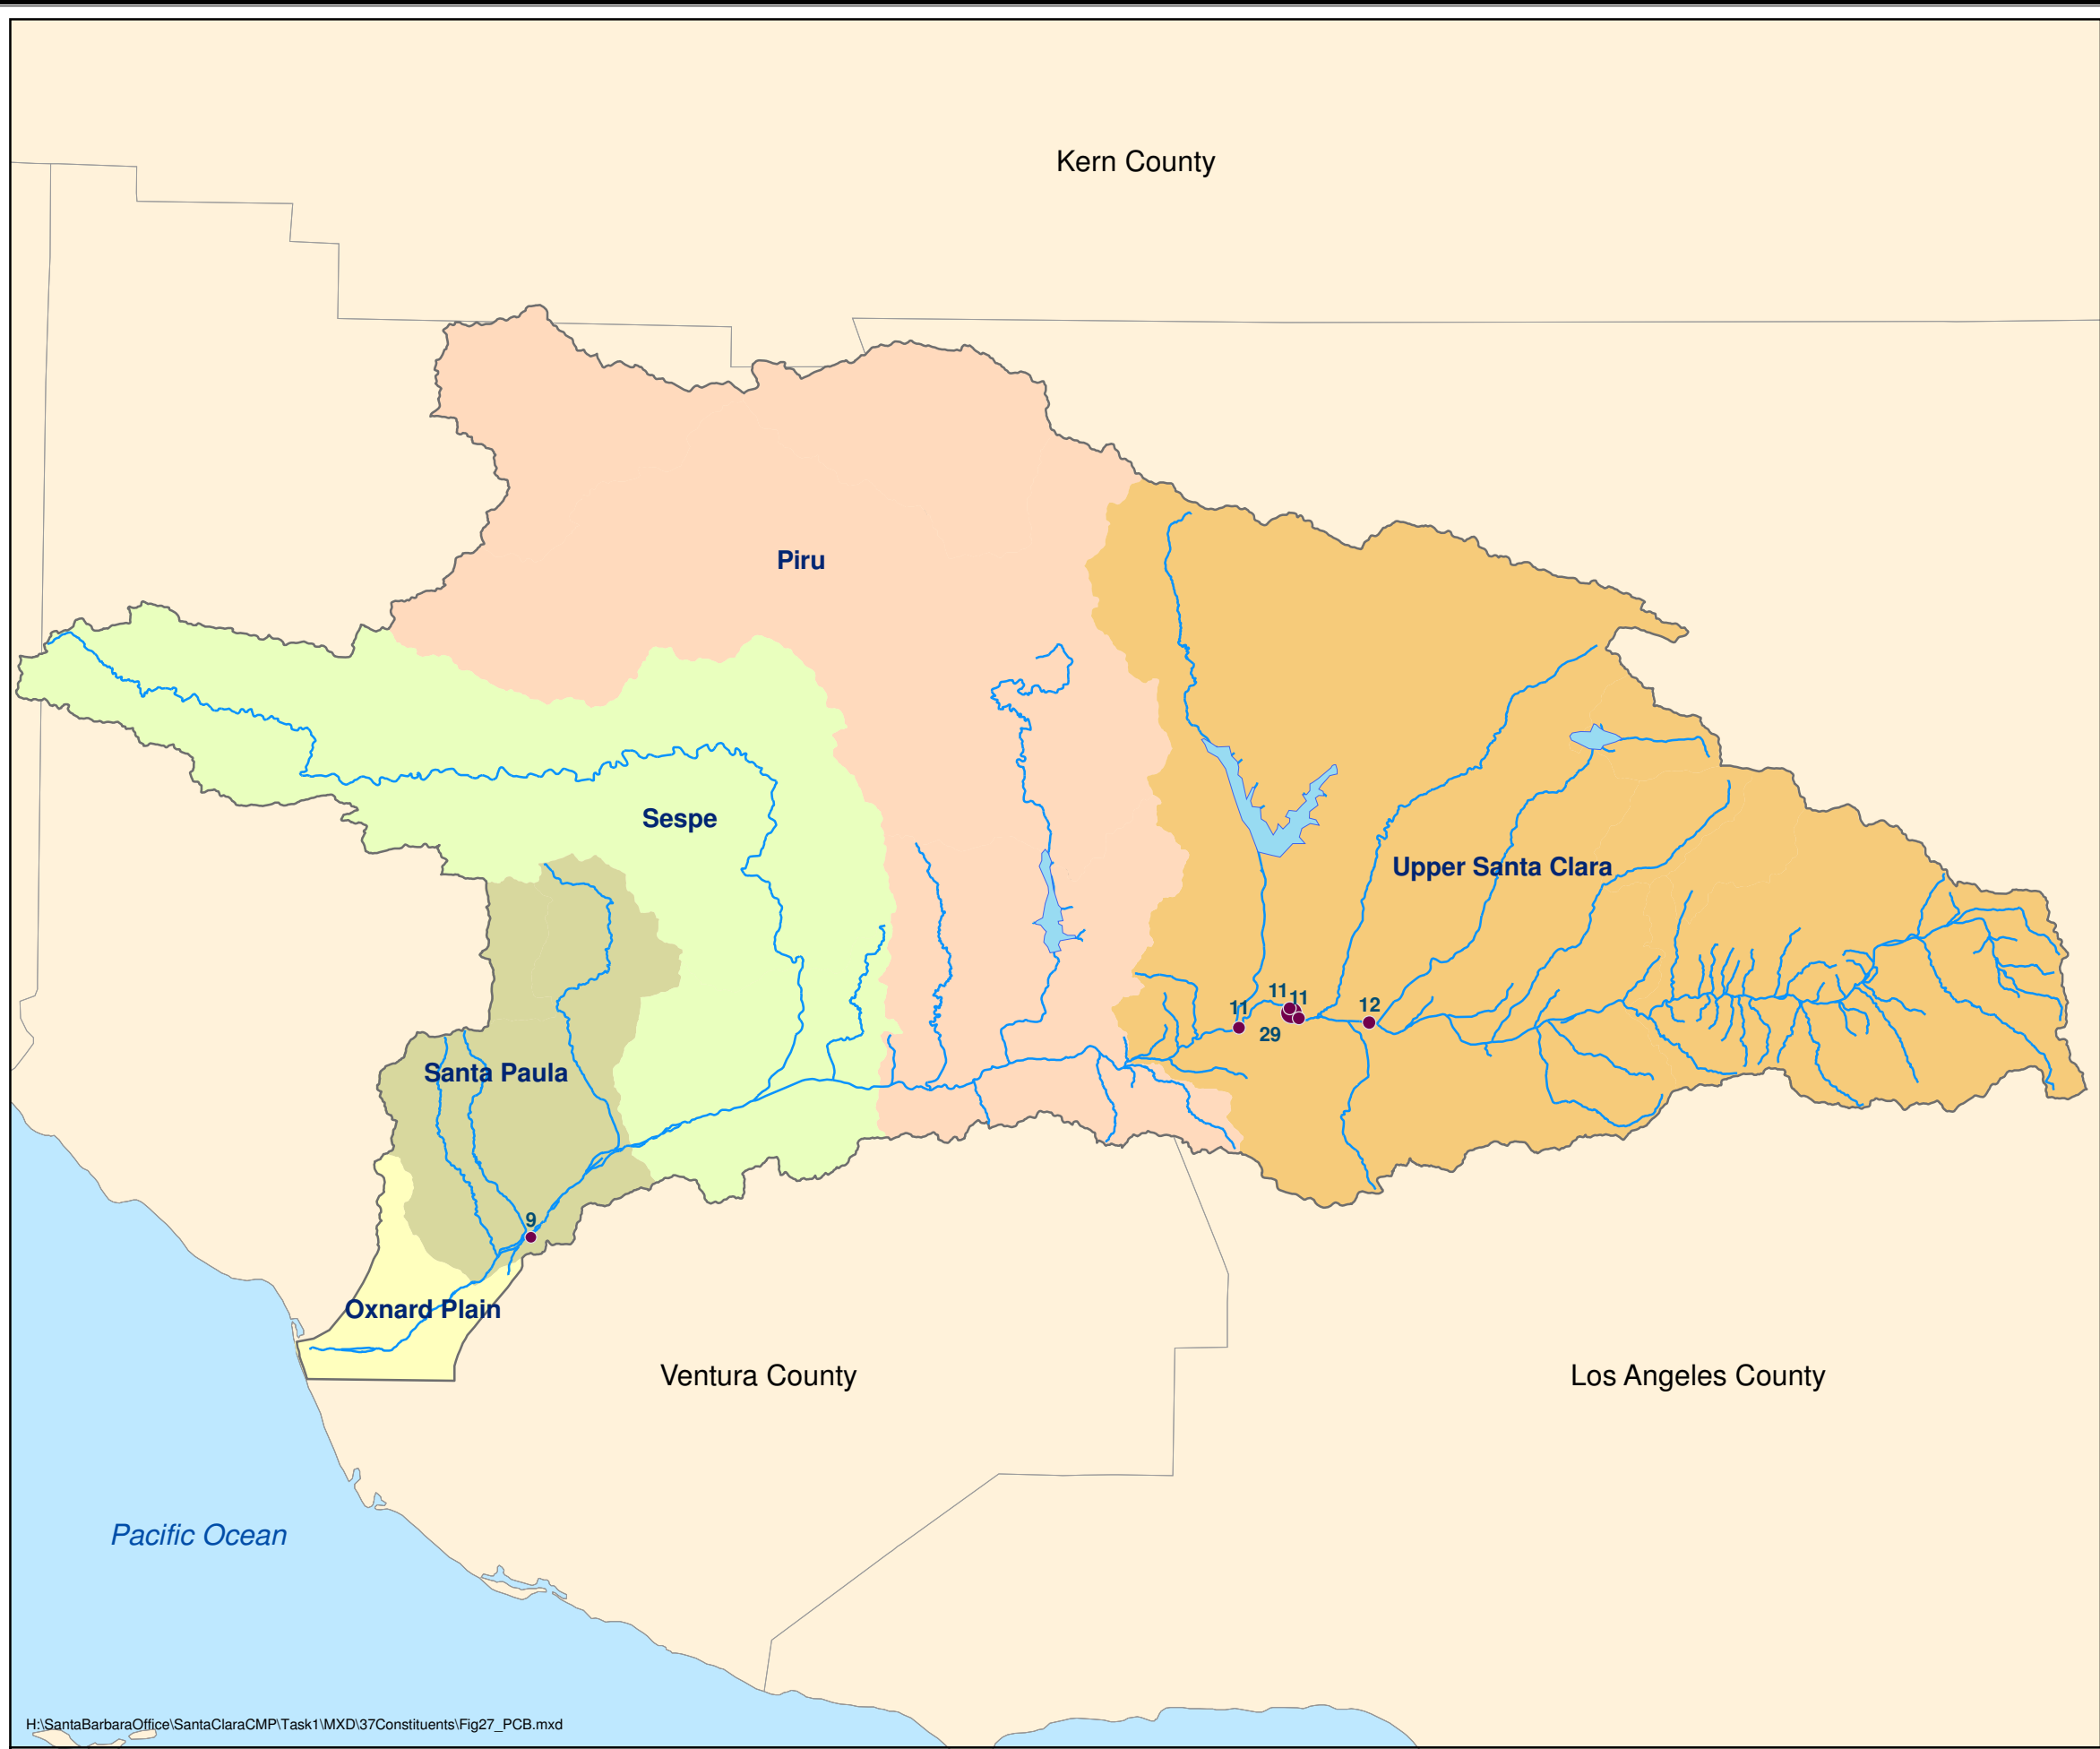 Kern County
Piru
Sespe
Upper Santa Clara
11
11
11
12
29
Santa Paula
9
Oxnard Plain
Ventura County
Los Angeles County
Pacific Ocean
H:\SantaBarbaraOffice\SantaClaraCMP\Task1\MXD\37Constituents\Fig27_PCB.mxd